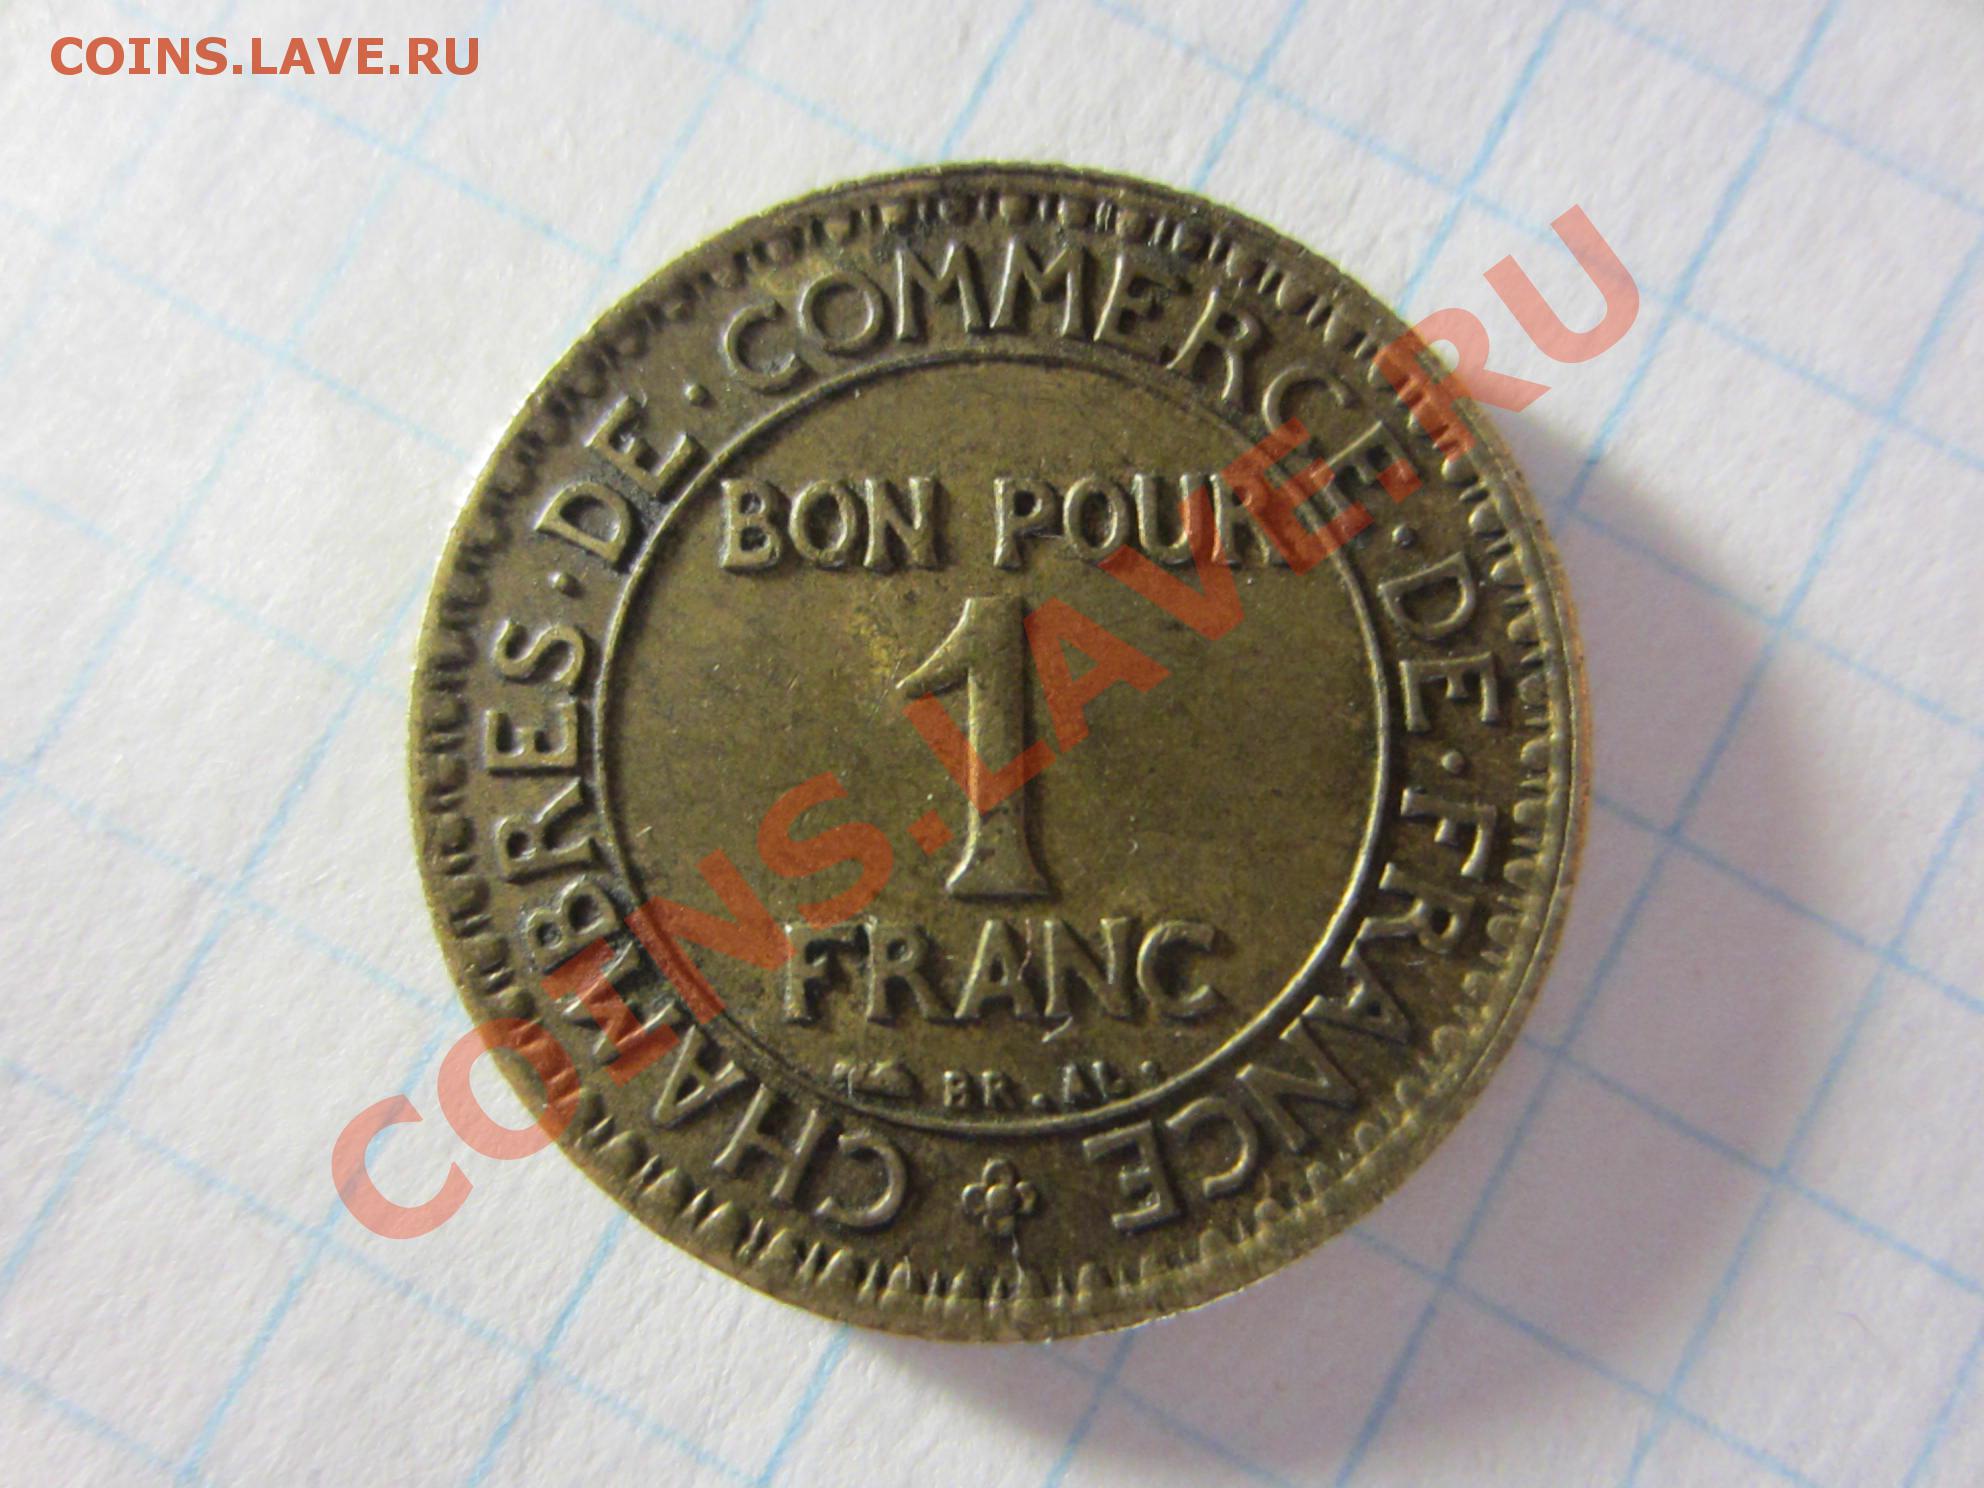 COINS.LAVE.RU
CHAMBRES · DE · COMMERCE · DE · FRANCE
BON POUR
1
FRANC
BR. AL.
COINS.LAVE.RU